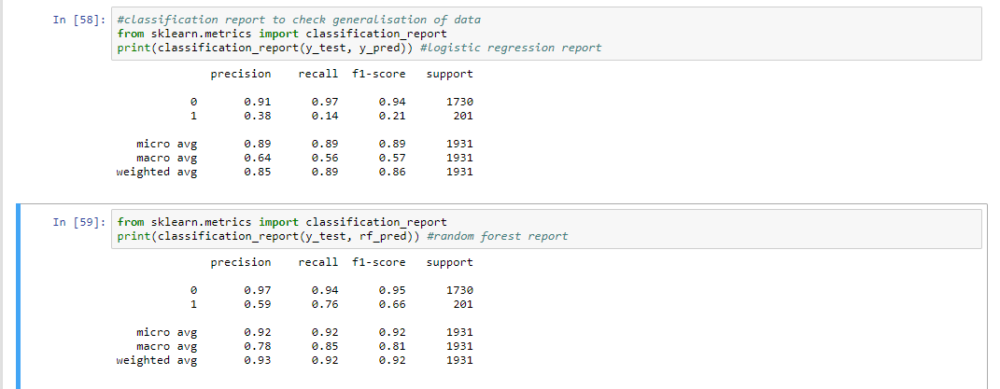 In [58]: #classification report to check generalisation of data
from sklearn.metrics import classification_report
print(classification_report(y_test, y_pred)) #logistic regression report
precision recall f1-score support
0 0.91 0.97 0.94 1730
1 0.38 0.14 0.21 201
micro avg 0.89 0.89 0.89 1931
macro avg 0.64 0.56 0.57 1931
weighted avg 0.85 0.89 0.86 1931
In [59]: from sklearn.metrics import classification_report
print(classification_report(y_test, rf_pred)) #random forest report
precision recall f1-score support
0 0.97 0.94 0.95 1730
1 0.59 0.76 0.66 201
micro avg 0.92 0.92 0.92 1931
macro avg 0.78 0.85 0.81 1931
weighted avg 0.93 0.92 0.92 1931